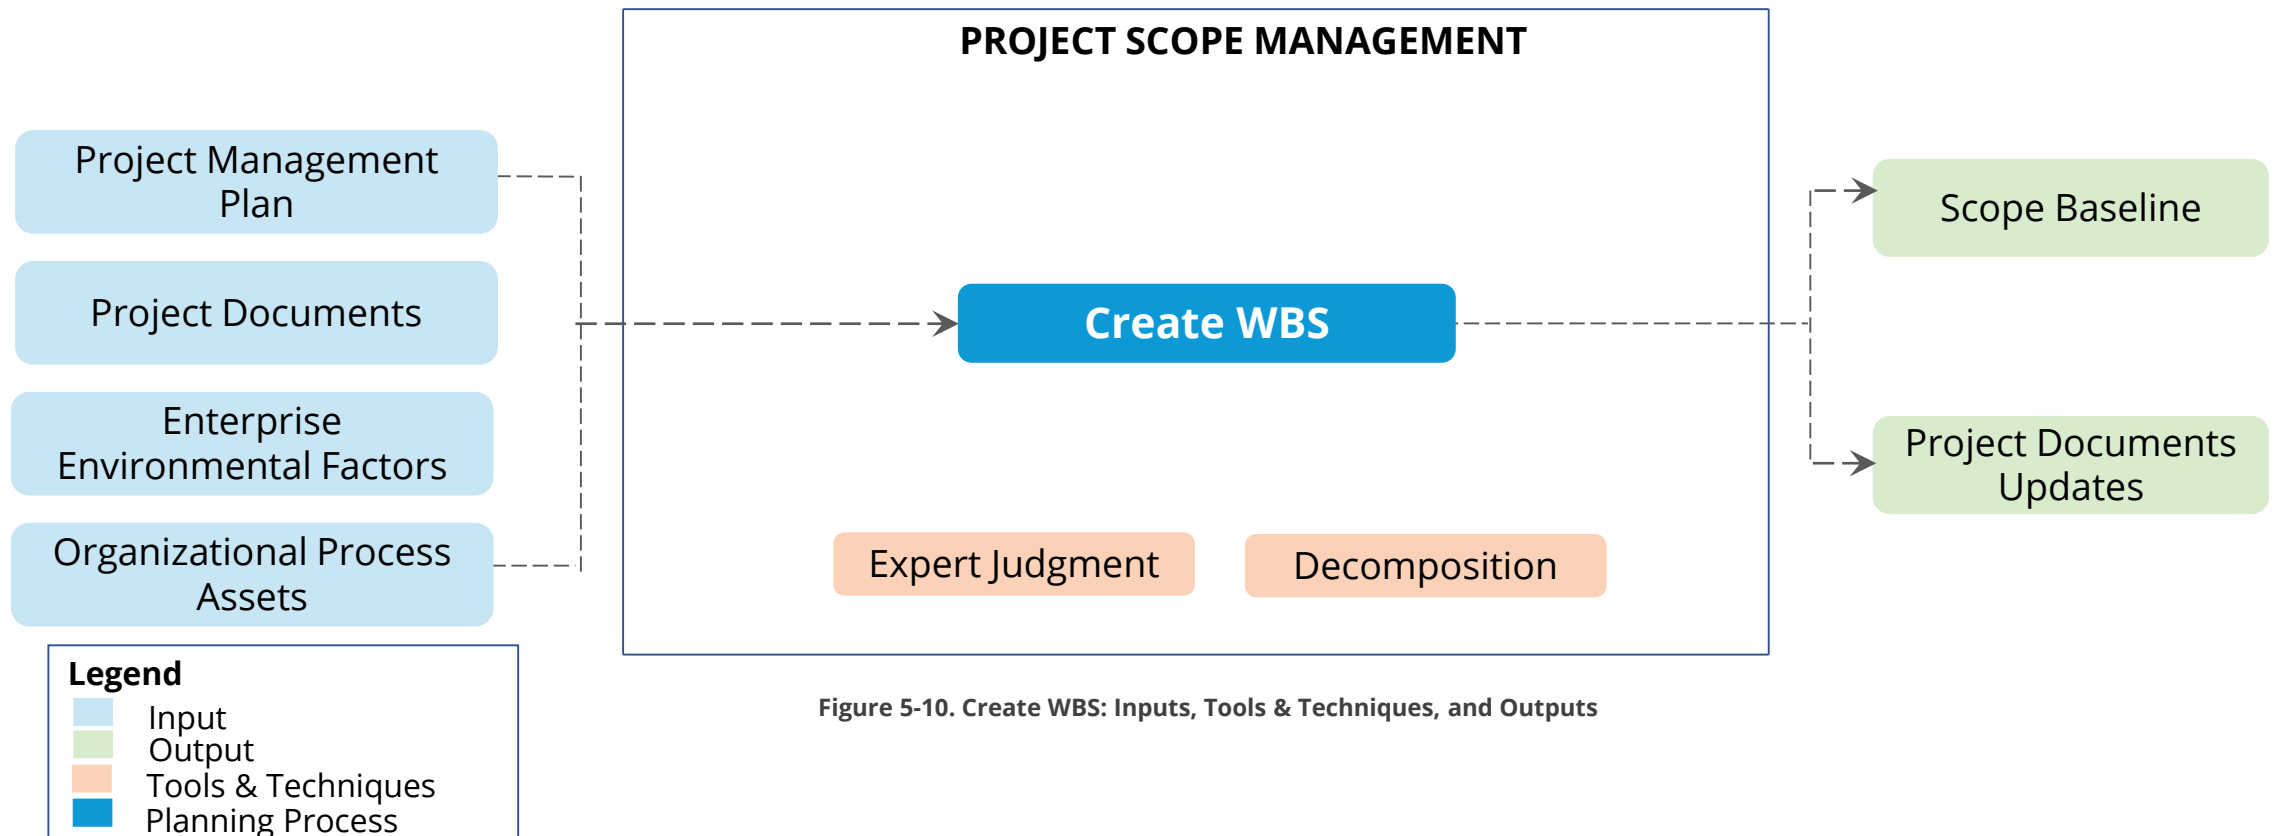 PROJECT SCOPE MANAGEMENT
Project Management
Plan
Project Documents
Enterprise
Environmental Factors
Organizational Process
Assets
Create WBS
Expert Judgment
Decomposition
Scope Baseline
Project Documents
Updates
Legend
Input
Output
Tools & Techniques
Planning Process
Figure 5-10. Create WBS: Inputs, Tools & Techniques, and Outputs